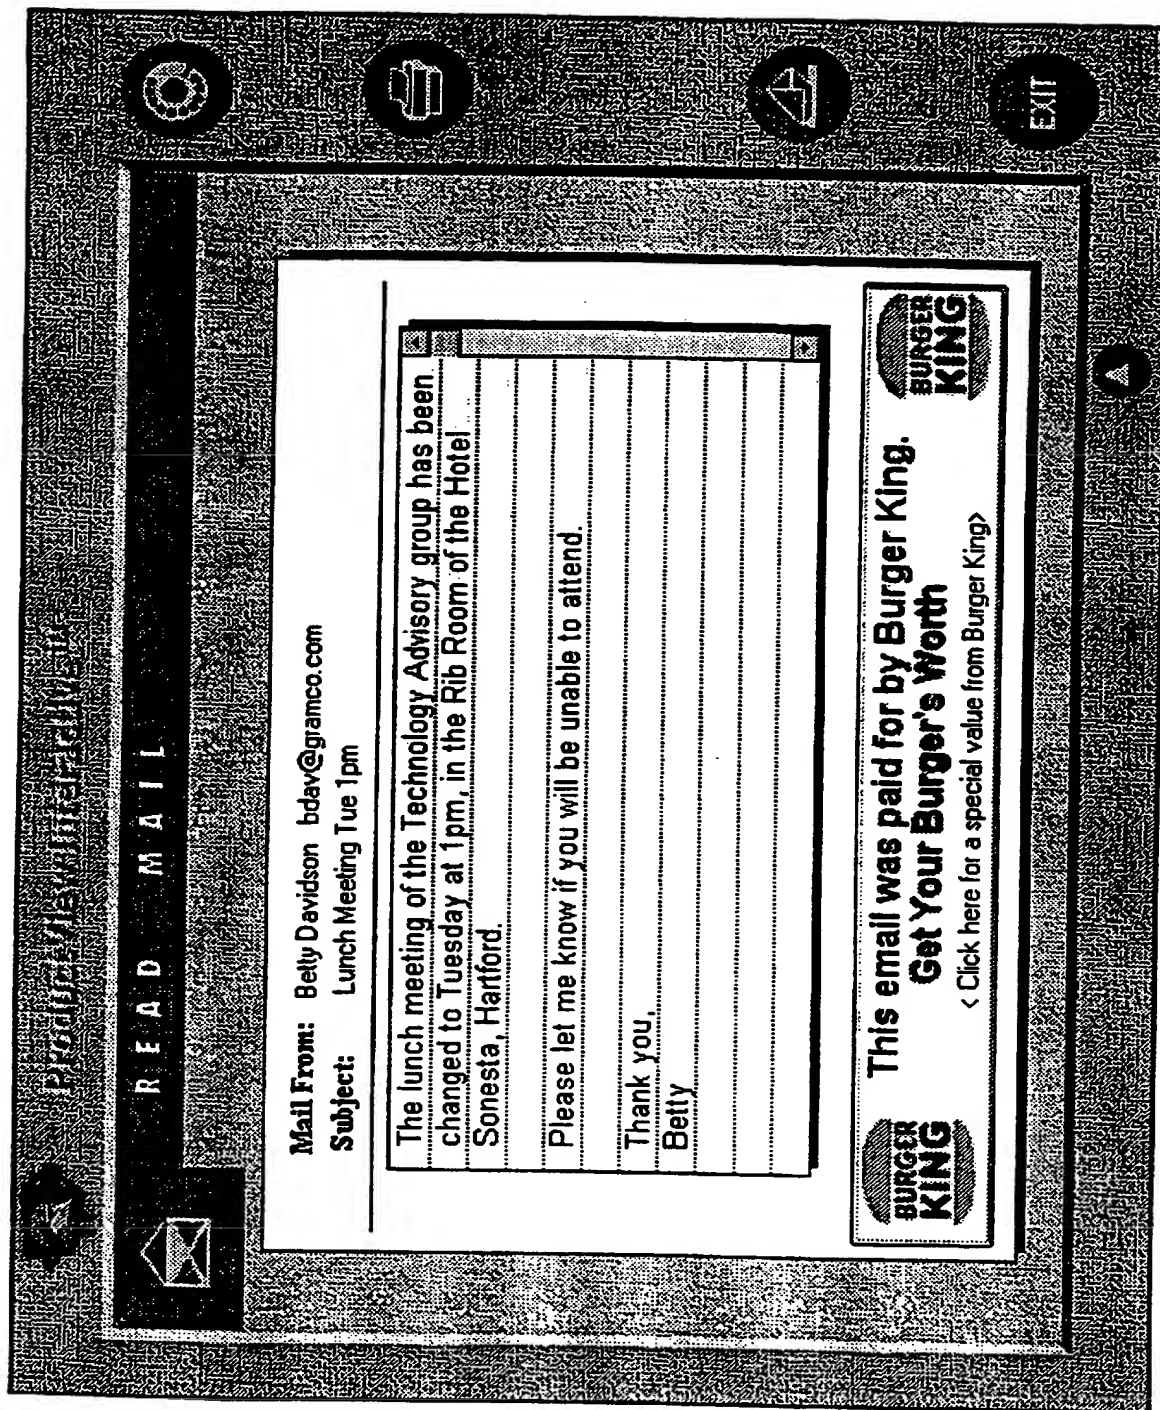 ProductViewInteractive
READ MAIL
EXIT
Mail From: Betty Davidson bdav@gramco.com
Subject: Lunch Meeting Tue 1pm
The lunch meeting of the Technology Advisory group has been
changed to Tuesday at 1pm, in the Rib Room of the Hotel
Sonesta, Hartford.
Please let me know if you will be unable to attend.
Thank you,
Betty
BURGER
KING
This email was paid for by Burger King.
Get Your Burger's Worth
< Click here for a special value from Burger King>
BURGER
KING